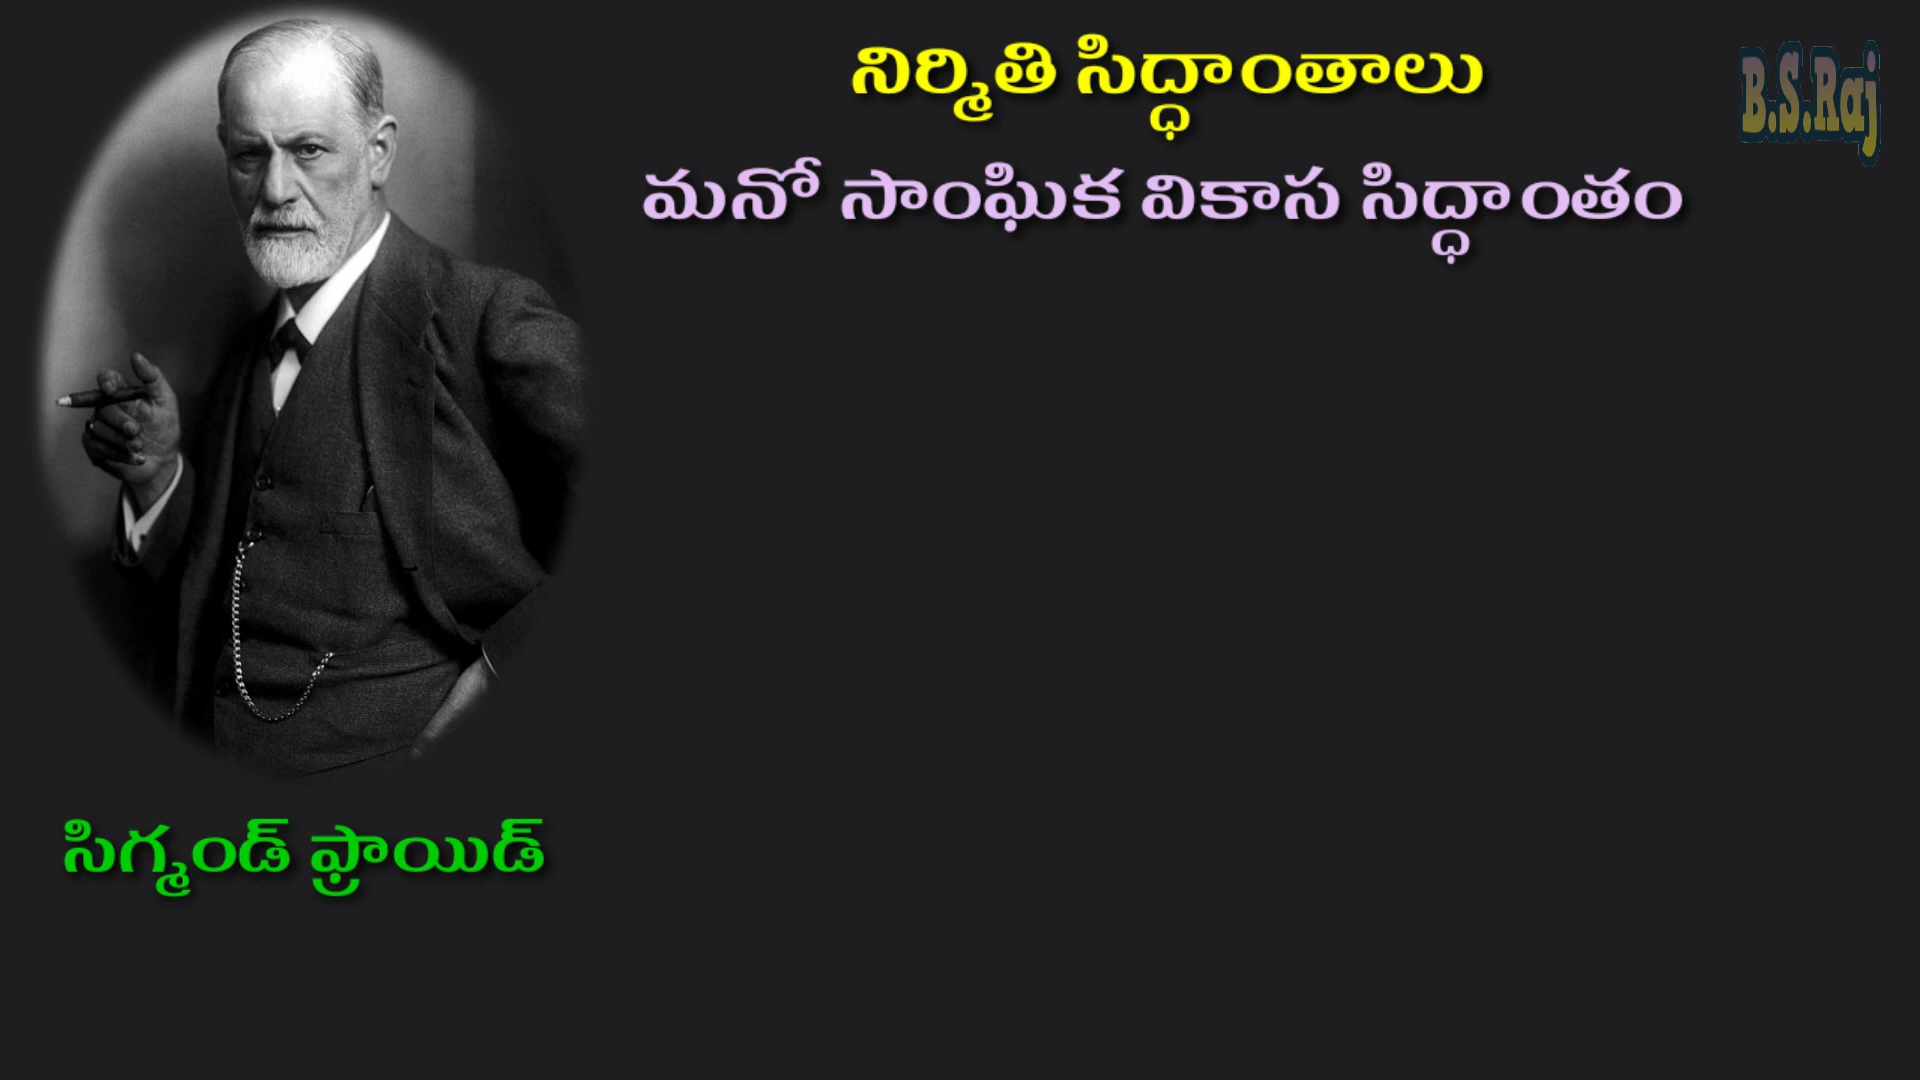 నిర్మితి సిద్ధాంతాలు
B.S.Raj
మనో సాంఘిక వికాస సిద్ధాంతం
సిగ్మండ్ ఫ్రాయిడ్